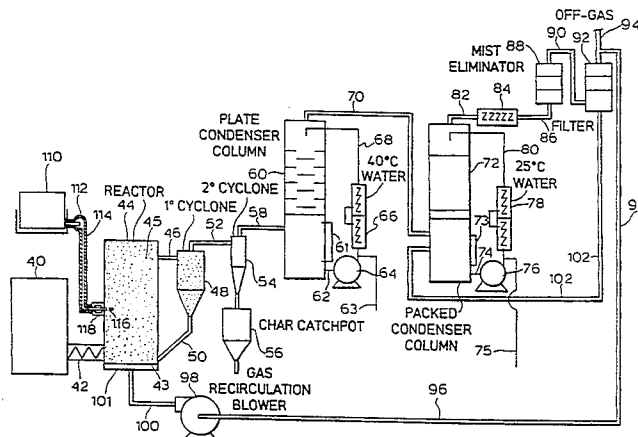 OFF-GAS
94
90
92
88
MIST
ELIMINATOR
84
82
70
FILTER
86
PLATE
CONDENSER
COLUMN
68
60
40°C
WATER
66
80
72
25°C
WATER
78
110
112
114
REACTOR
44
45
46
1° CYCLONE
2° CYCLONE
52
58
54
48
61
62
64
63
73
74
76
102
102
40
118
116
50
56
CHAR CATCHPOT
PACKED
CONDENSER
COLUMN
75
42
101
43
100
98
GAS
RECIRCULATION
BLOWER
96